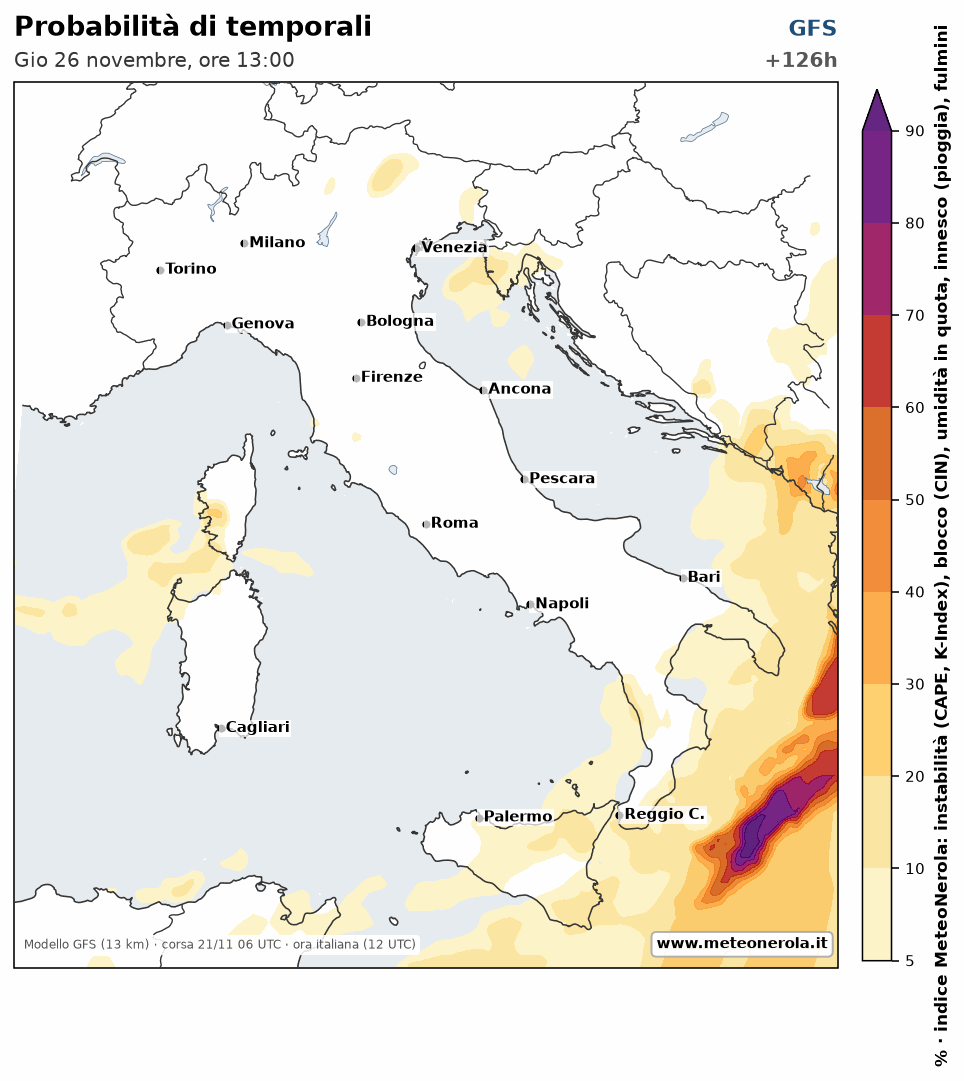 Probabilità di temporali
GFS
Gio 26 novembre, ore 13:00
+126h
Venezia
Milano
Torino
Bologna
Genova
Firenze
Ancona
Pescara
Roma
Bari
Napoli
Cagliari
Palermo
Reggio C.
Modello GFS (13 km) · corsa 21/11 06 UTC · ora italiana (12 UTC)
www.meteonerola.it
90
80
70
60
50
40
30
20
10
5
% · indice MeteoNerola: instabilità (CAPE, K-Index), blocco (CIN), umidità in quota, innesco (pioggia), fulmini